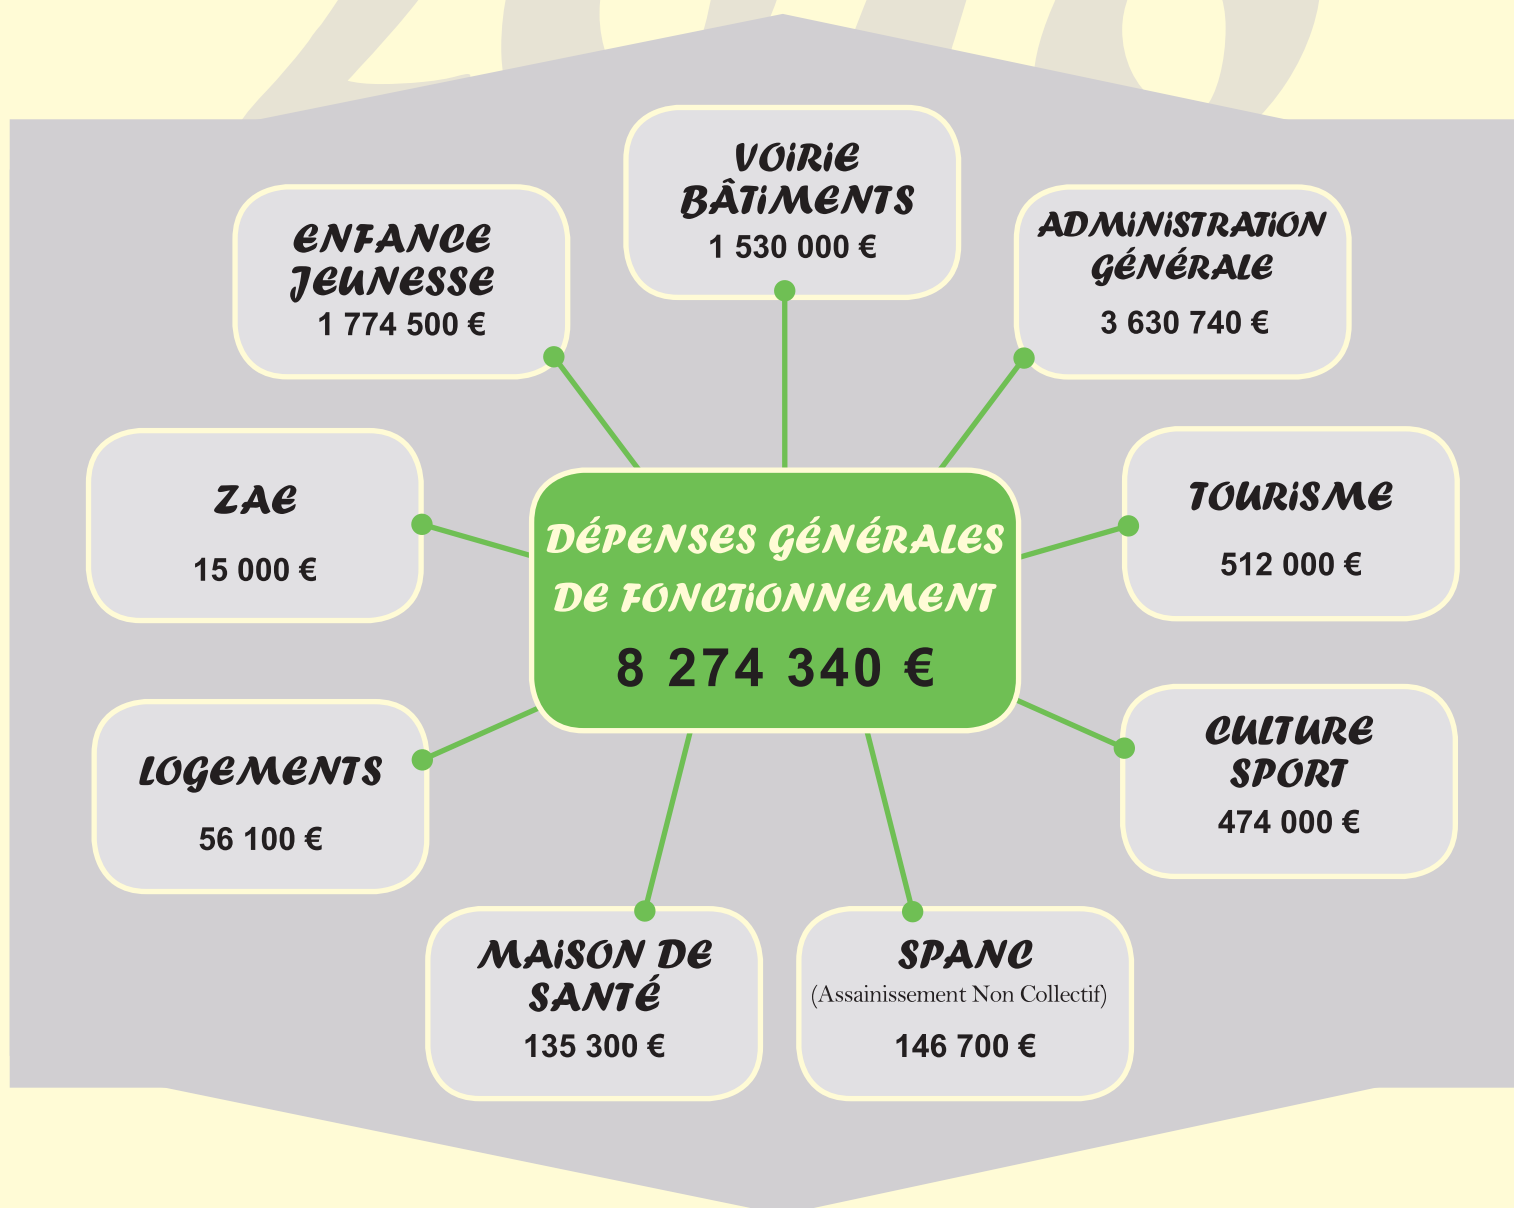 VOiRiE
BÂTiMENTS
1 530 000 €
ENFANCE
JEUNESSE
1 774 500 €
ADMiNiSTRATiON
GÉNÉRALE
3 630 740 €
ZAE
15 000 €
TOURiSME
512 000 €
DÉPENSES GÉNÉRALES
DE FONCTiONNEMENT
8 274 340 €
LOGEMENTS
56 100 €
CULTURE
SPORT
474 000 €
MAiSON DE
SANTÉ
135 300 €
SPANC
(Assainissement Non Collectif)
146 700 €